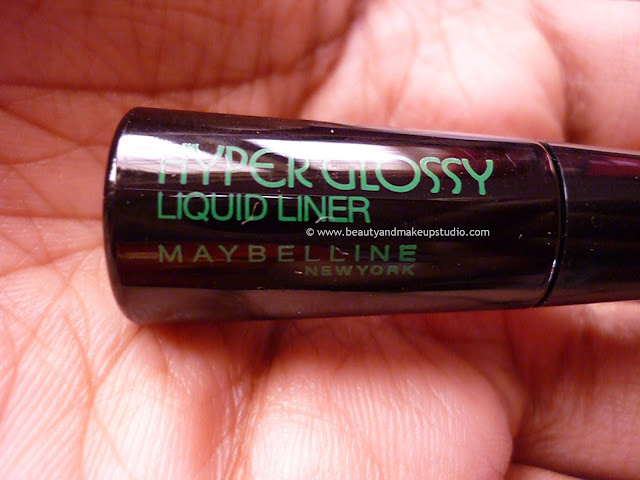 HYPER GLOSSY
LIQUID LINER
© www.beautyandmakeupstudio.com
MAYBELLINE
NEW YORK